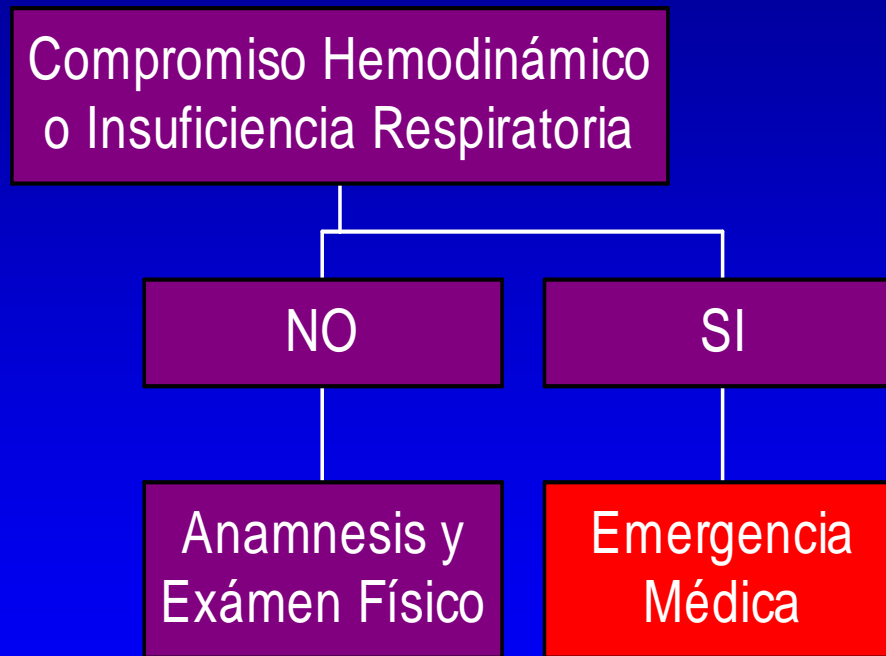 Compromiso Hemodinámico
o Insuficiencia Respiratoria
NO
SI
Anamnesis y
Exámen Físico
Emergencia
Médica